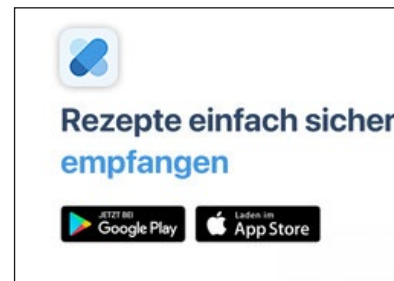 Rezepte einfach sicher
empfangen
JETZT BEI
Google Play
Laden im
App Store